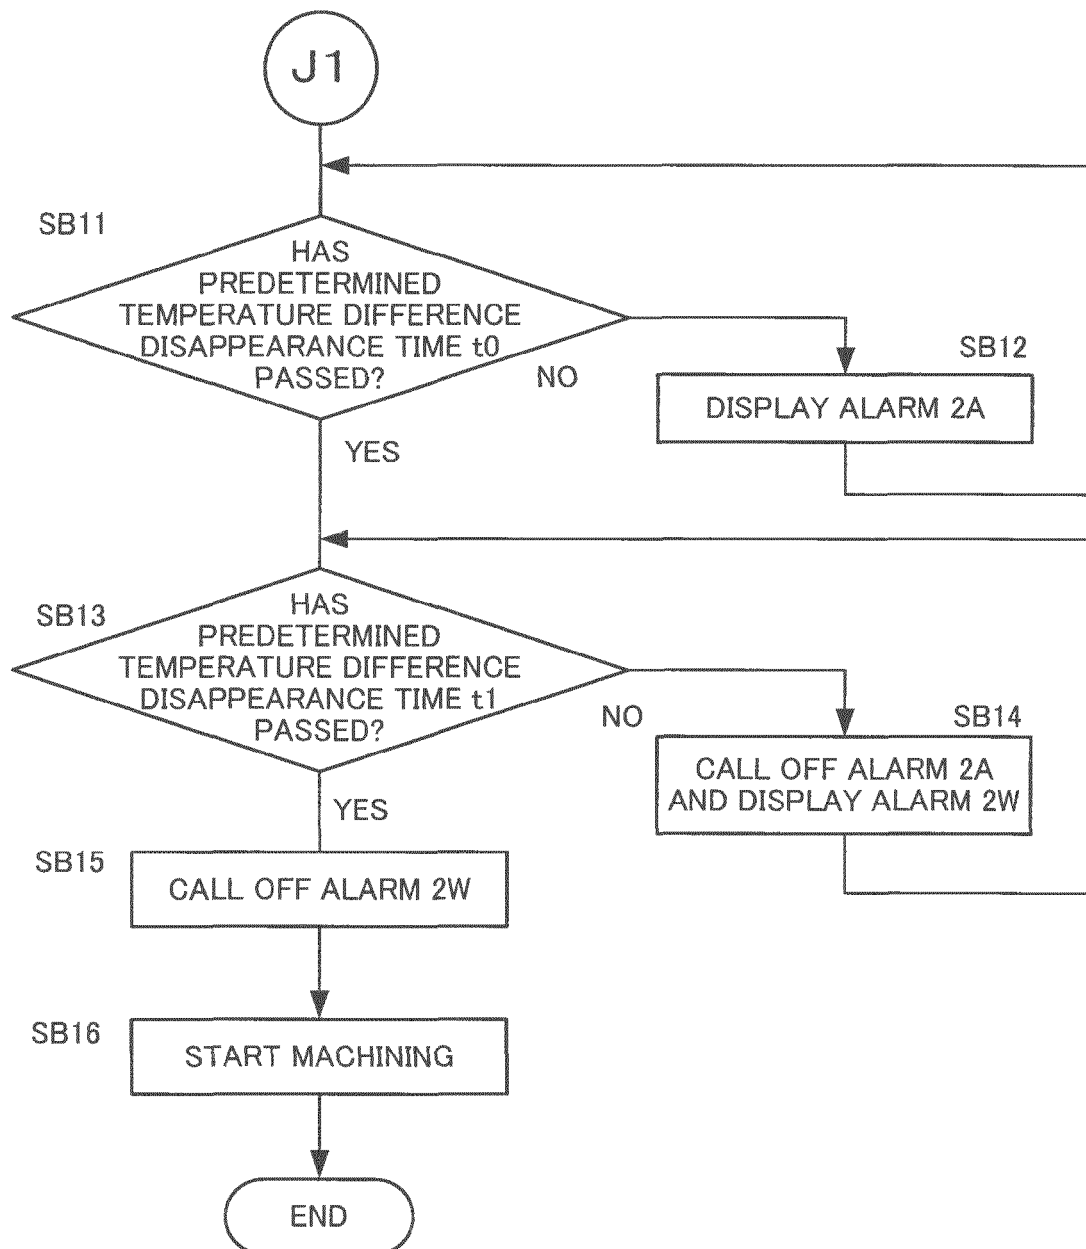 J1
SB11
HAS
PREDETERMINED
TEMPERATURE DIFFERENCE
DISAPPEARANCE TIME t0
PASSED?
NO
YES
SB12
DISPLAY ALARM 2A
SB13
HAS
PREDETERMINED
TEMPERATURE DIFFERENCE
DISAPPEARANCE TIME t1
PASSED?
NO
YES
SB14
CALL OFF ALARM 2A
AND DISPLAY ALARM 2W
SB15
CALL OFF ALARM 2W
SB16
START MACHINING
END